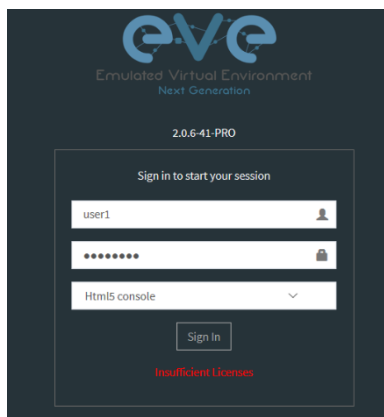 eve
Emulated Virtual Environment
Next Generation
2.0.6-41-PRO
Sign in to start your session
user1
••••••••
Html5 console
Sign In
Insufficient Licenses